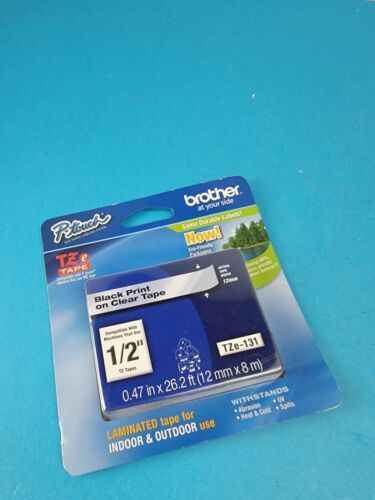 brother
at your side
P-touch
TZe
TAPE
Same Durable Labels!
Now!
Eco-Friendly
Packaging
Black Print
on Clear Tape
12mm
Compatible With
Machines That Use
1/2"
TZ Tapes
TZe-131
0.47 in x 26.2 ft (12 mm x 8 m)
LAMINATED tape for
INDOOR & OUTDOOR use
WITHSTANDS
• Abrasion
• UV
• Heat & Cold
• Spills